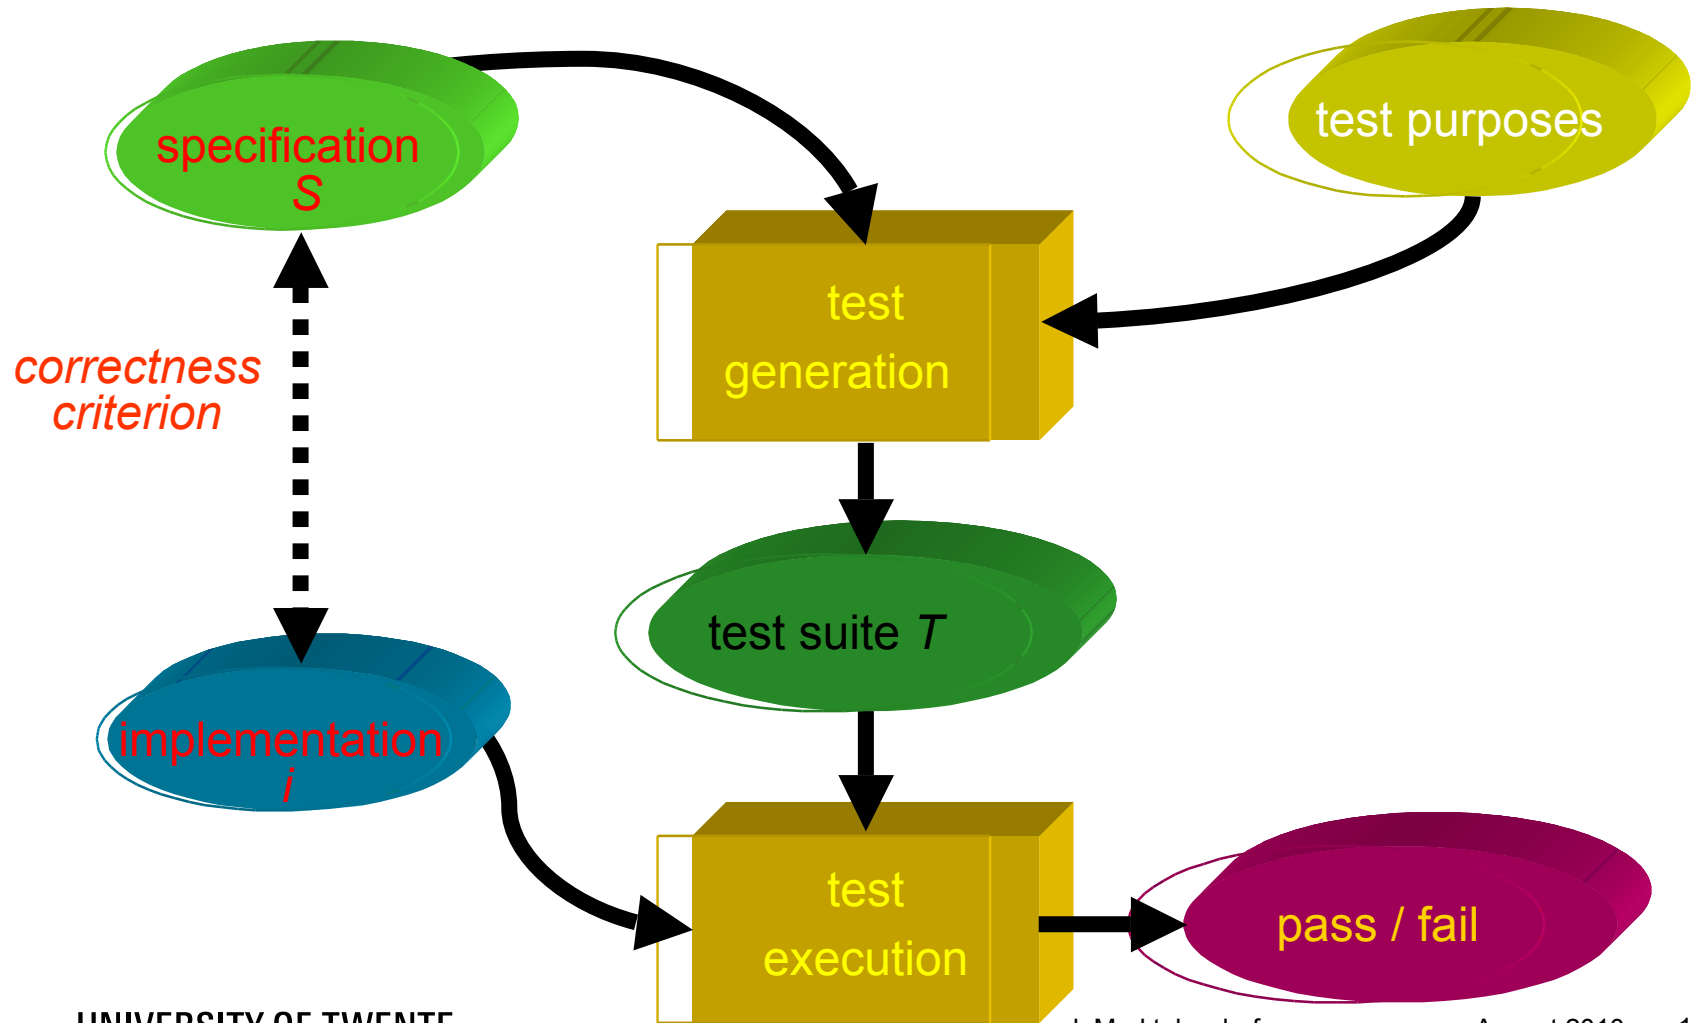 specification
S
test purposes
test
generation
correctness
criterion
test suite T
implementation
i
test
execution
pass / fail
UNIVERSITY OF TWENTE